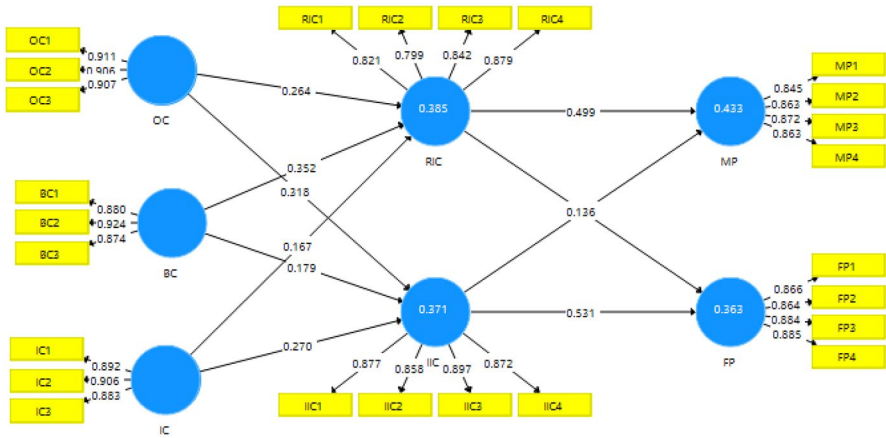 RIC1
RIC2
RIC3
RIC4
0.821
0.799
0.842
0.879
OC1
OC2
OC3
0.911
0.906
0.907
OC
0.264
0.318
0.385
RIC
0.499
0.433
MP
0.845
0.863
0.872
0.863
MP1
MP2
MP3
MP4
BC1
BC2
BC3
0.880
0.924
0.874
BC
0.352
0.179
0.167
0.136
IC1
IC2
IC3
0.892
0.906
0.883
IC
0.270
0.371
IIC
0.531
0.363
FP
0.866
0.864
0.884
0.885
FP1
FP2
FP3
FP4
0.877
0.858
0.897
0.872
IIC1
IIC2
IIC3
IIC4